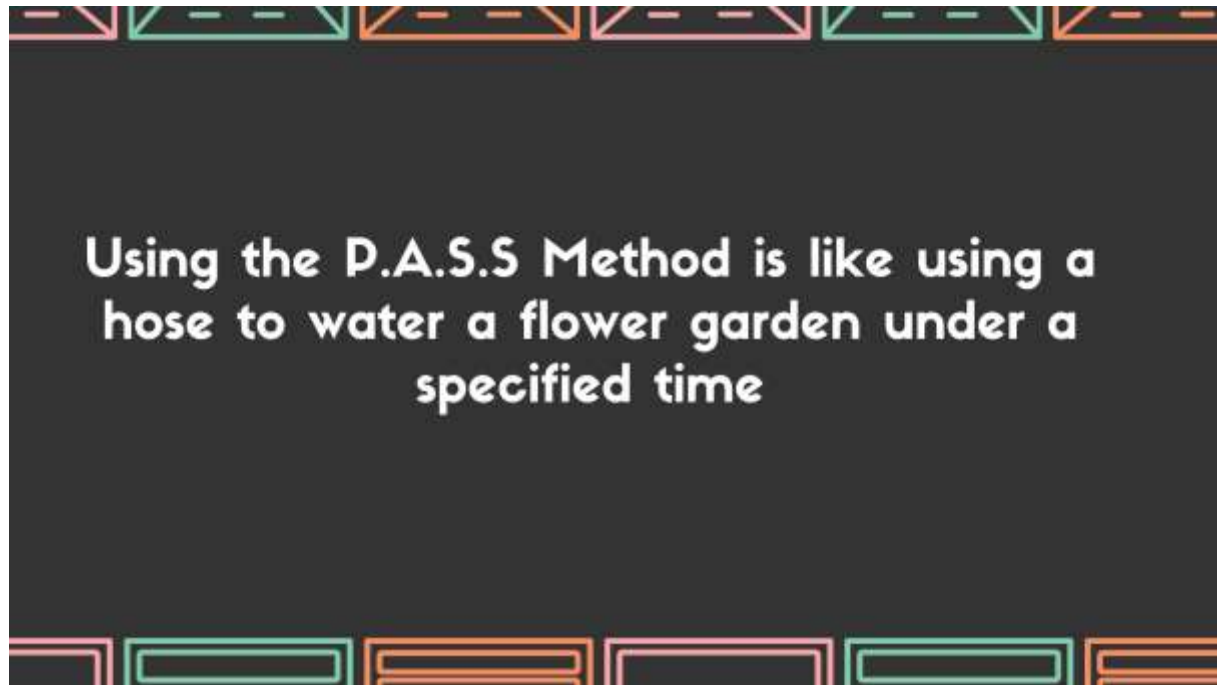 Using the P.A.S.S Method is like using a
hose to water a flower garden under a
specified time